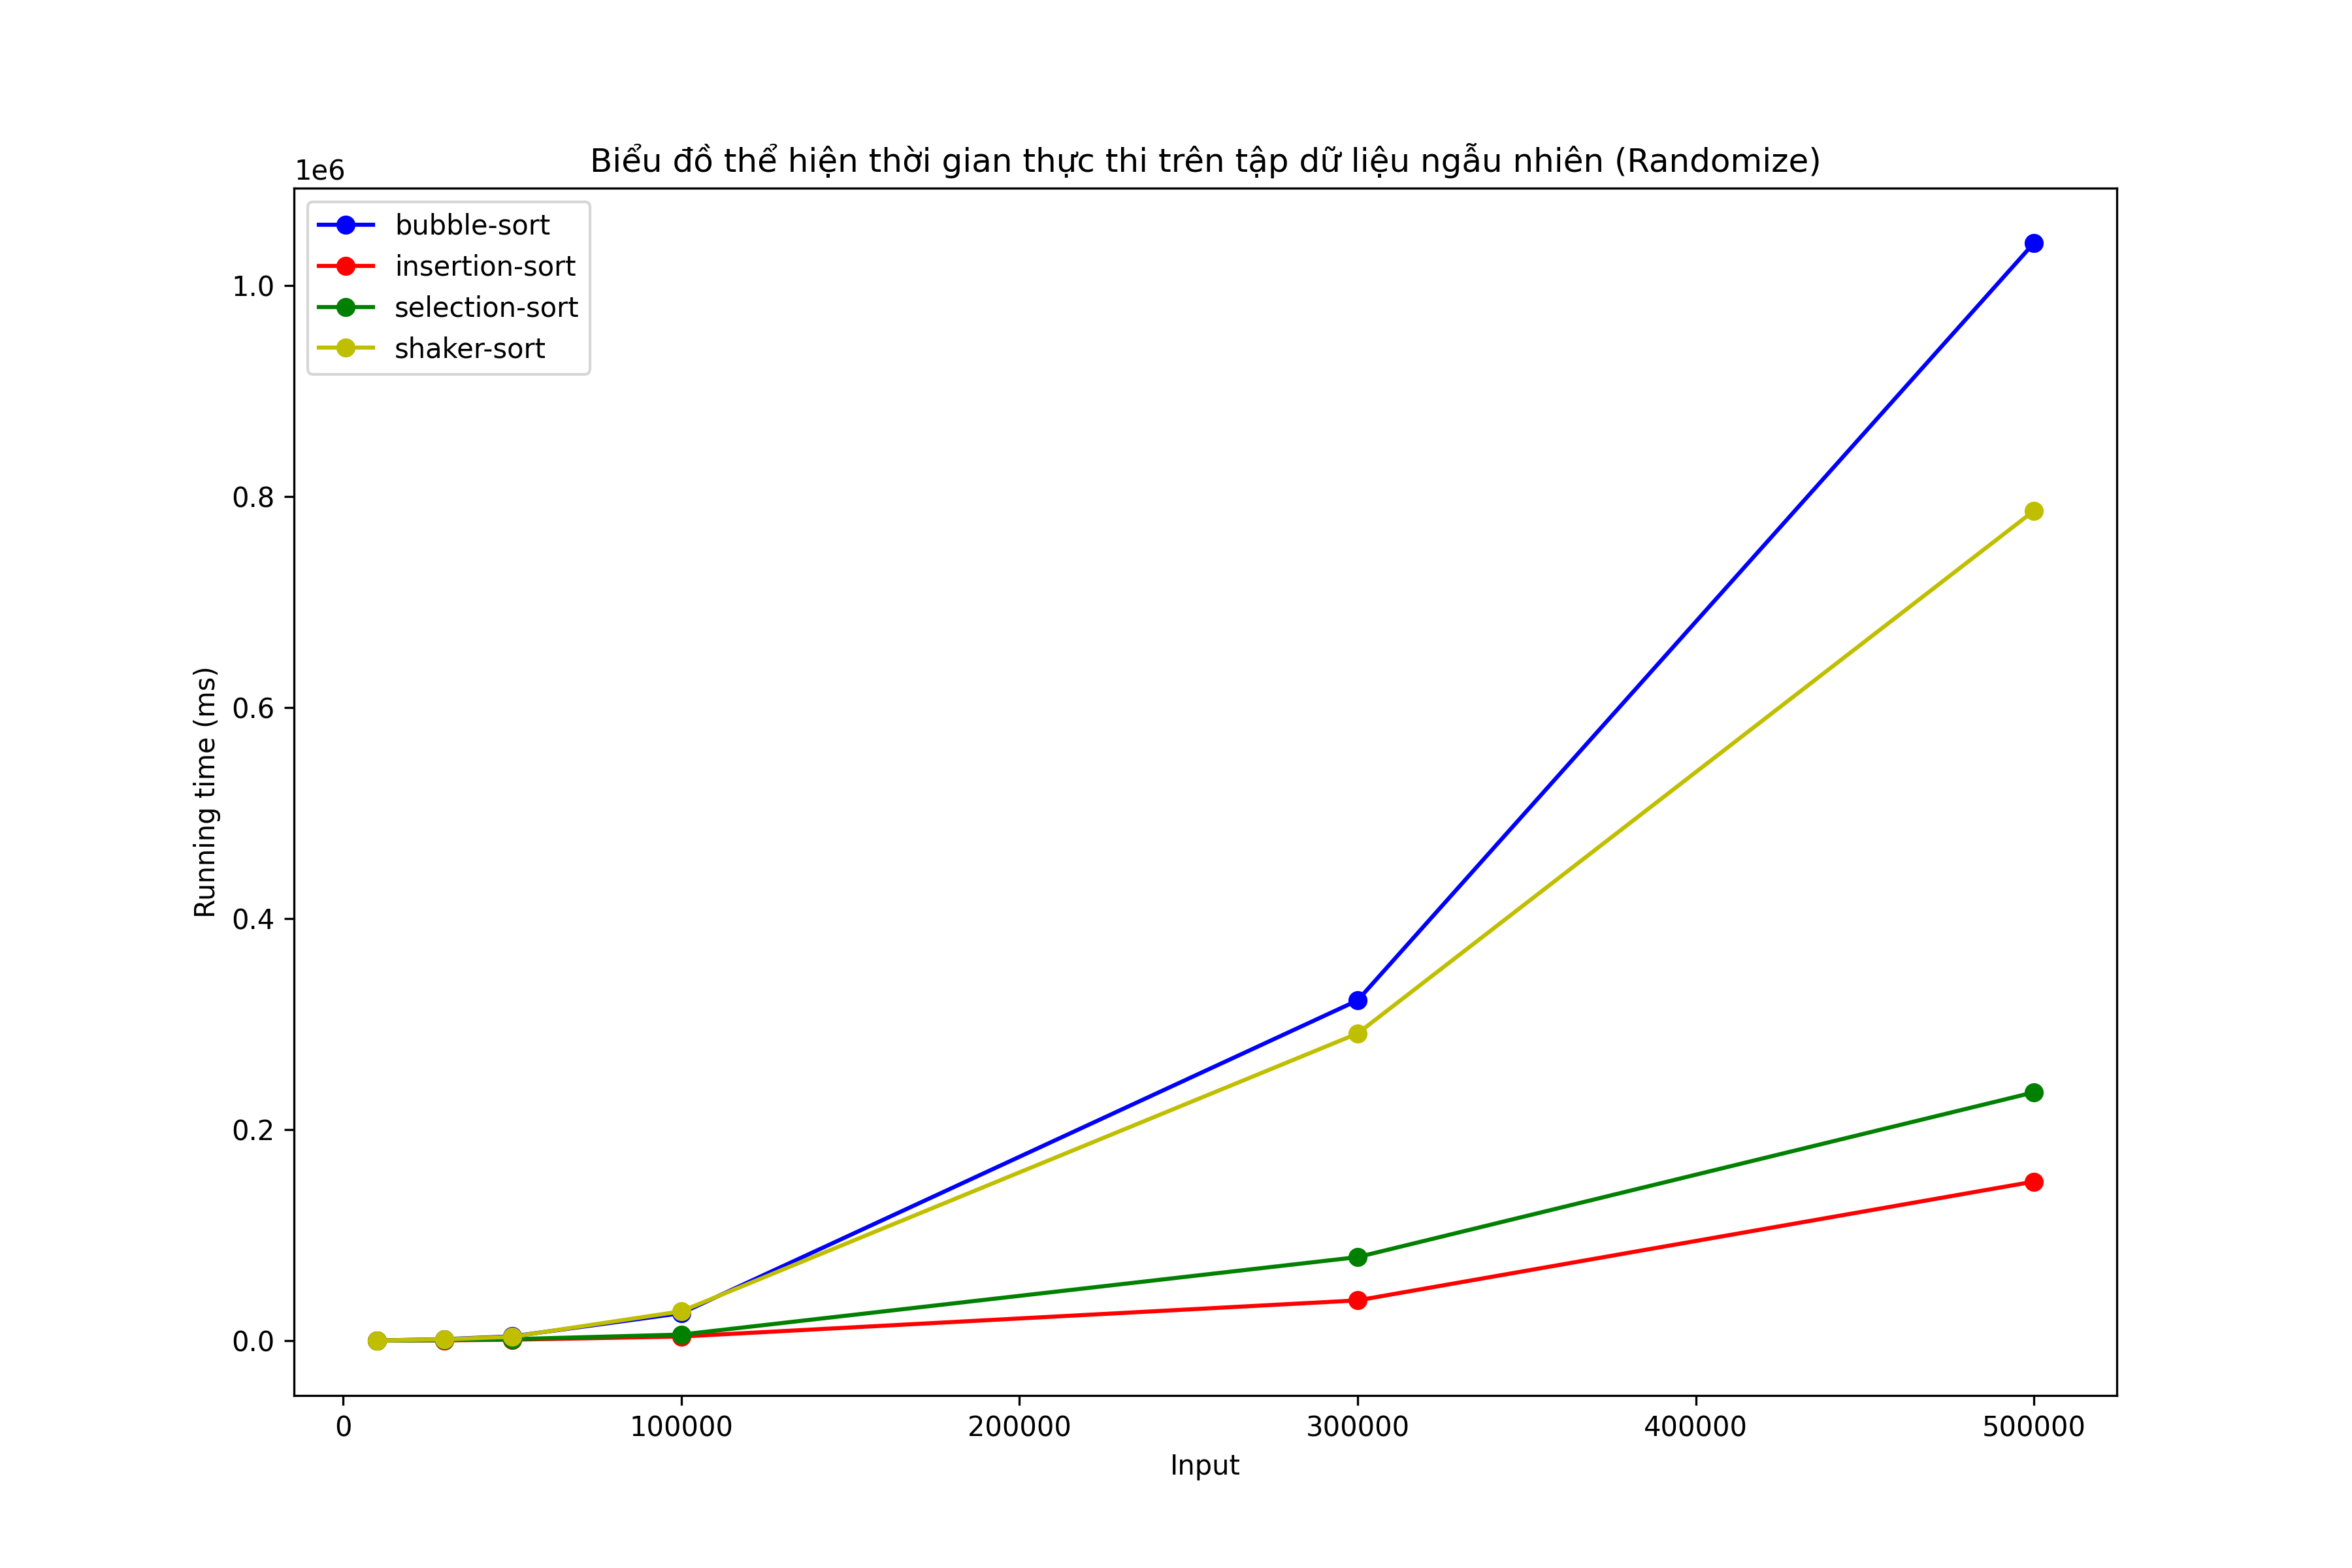 Biểu đồ thể hiện thời gian thực thi trên tập dữ liệu ngẫu nhiên (Randomize)
1e6
bubble-sort
insertion-sort
selection-sort
shaker-sort
1.0
0.8
0.6
0.4
0.2
0.0
Running time (ms)
0 100000 200000 300000 400000 500000
Input